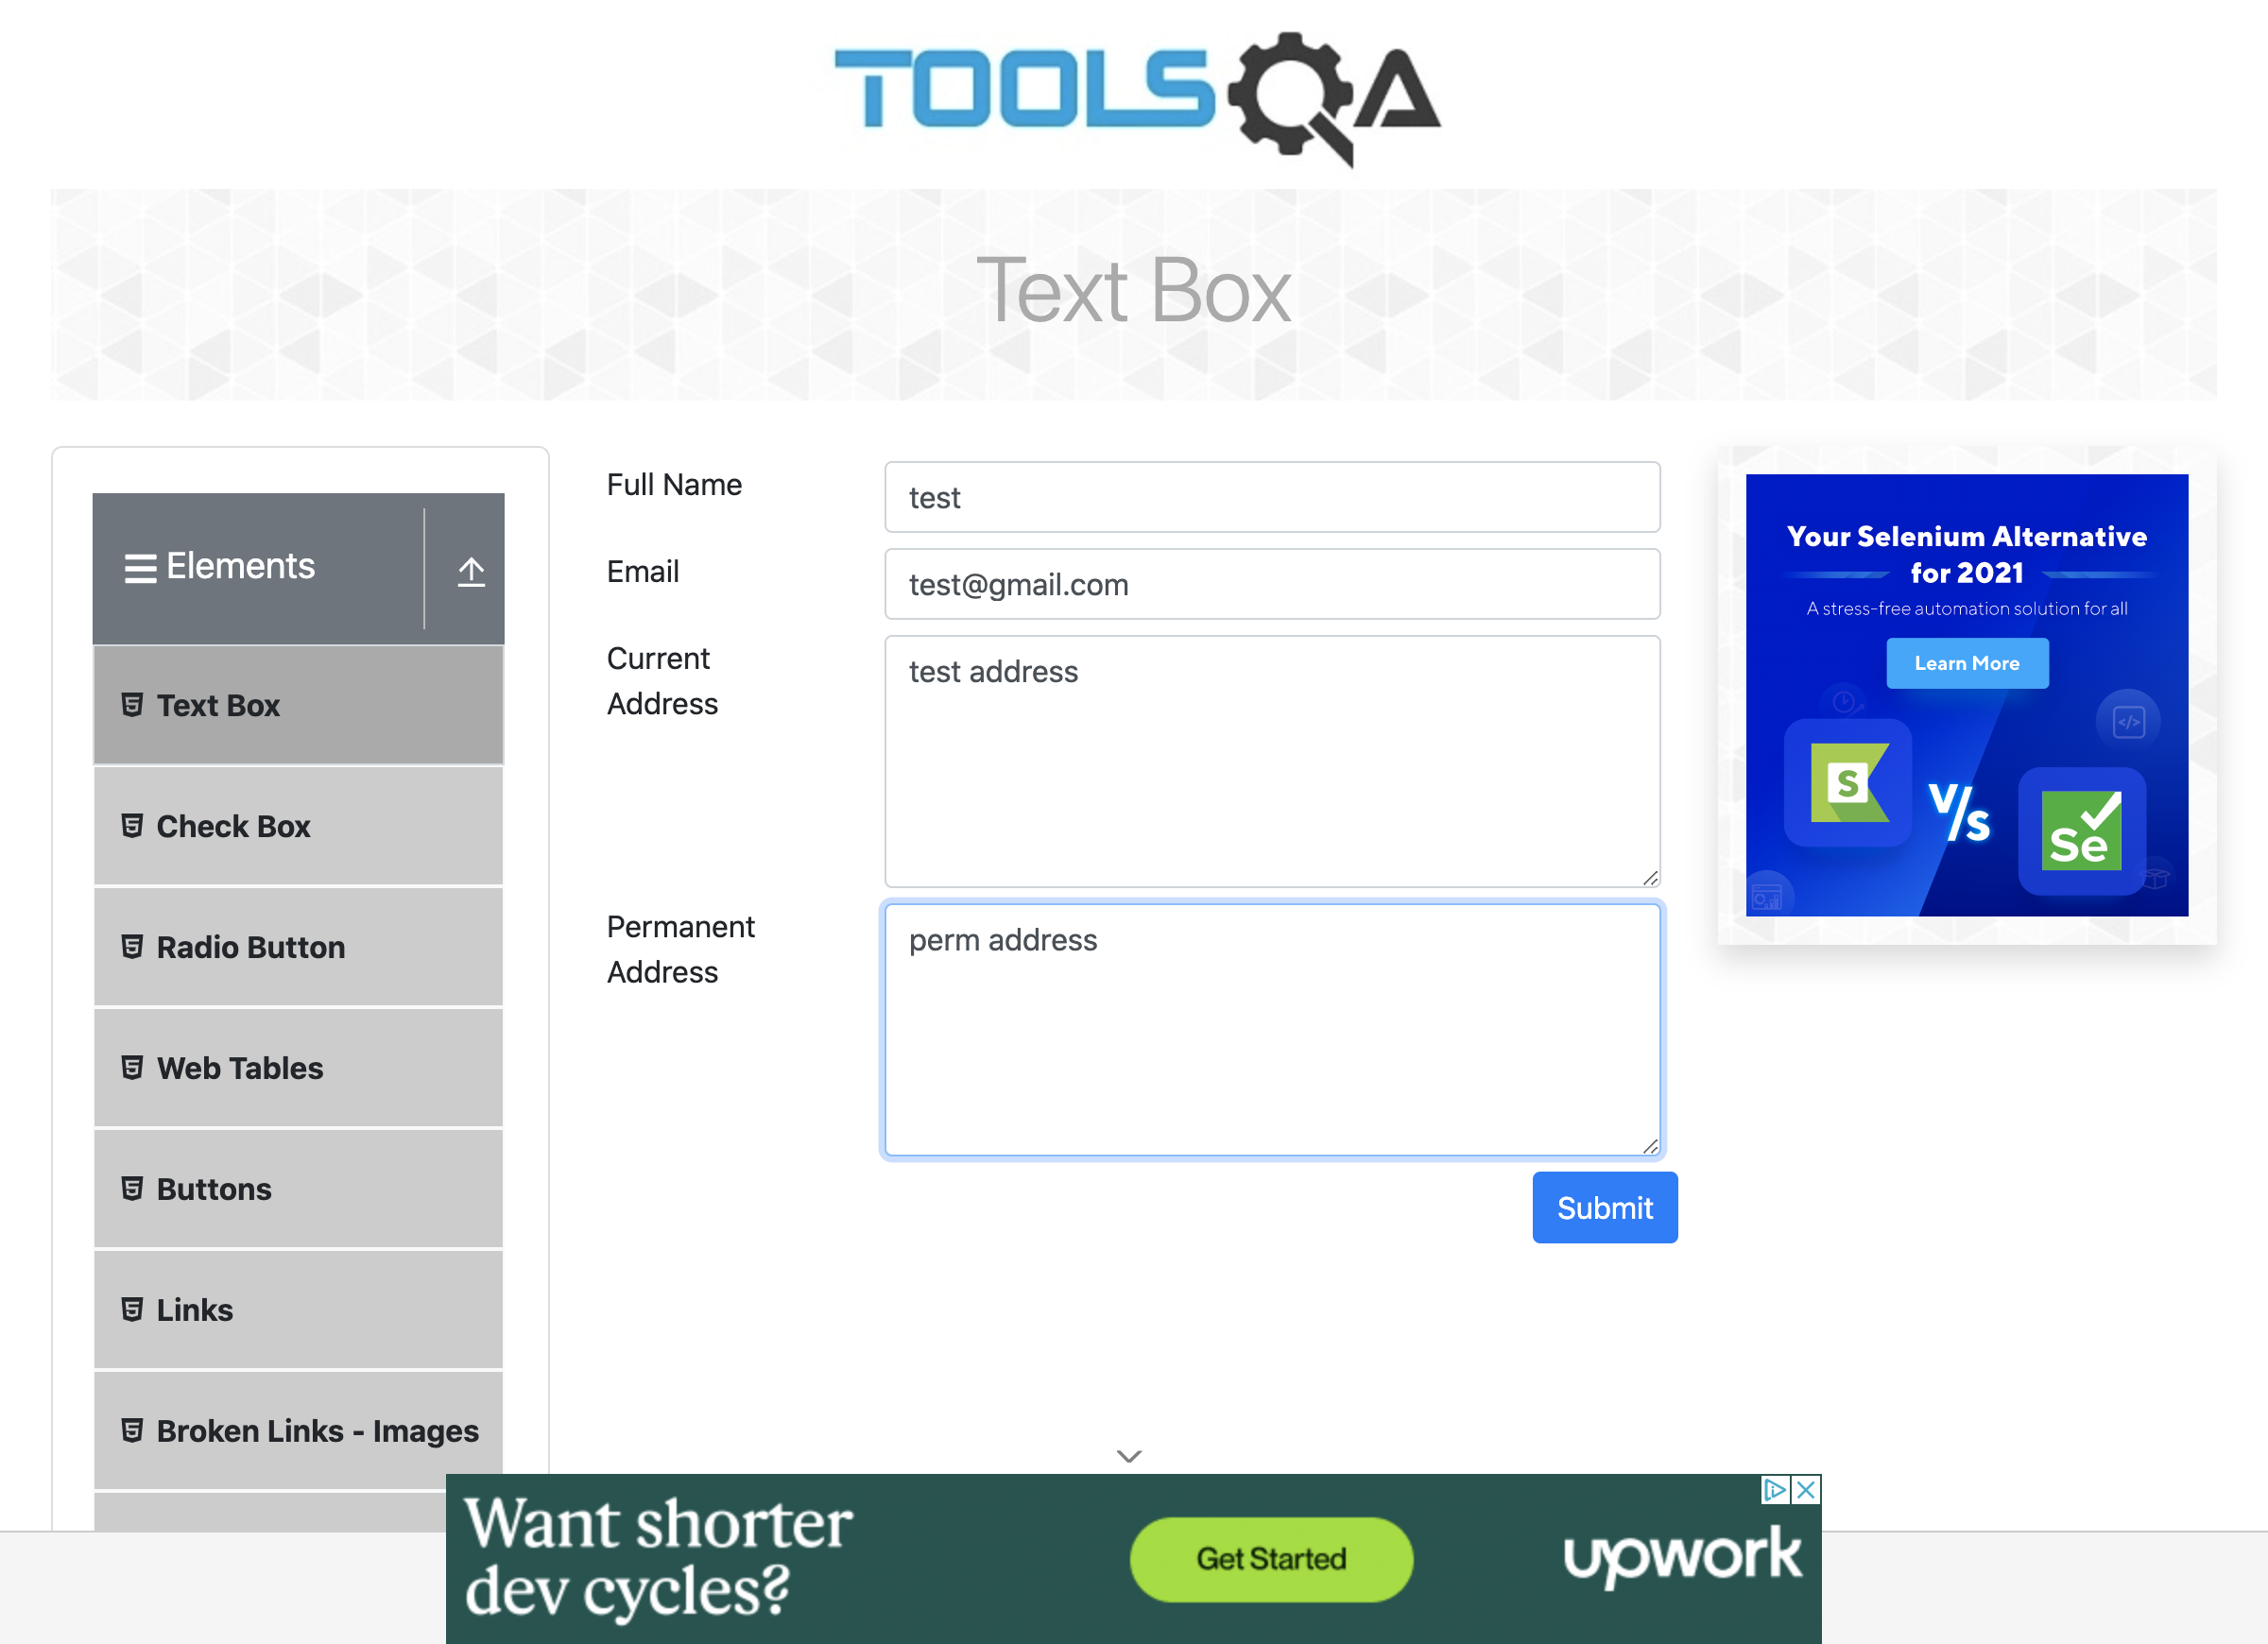 TOOLSQA
Text Box
Elements
Text Box
Check Box
Radio Button
Web Tables
Buttons
Links
Broken Links - Images
Full Name
test
Email
test@gmail.com
Current
Address
test address
Permanent
Address
perm address
Submit
Your Selenium Alternative
for 2021
A stress-free automation solution for all
Learn More
S
V/s
Se
</>
Want shorter
dev cycles?
Get Started
upwork